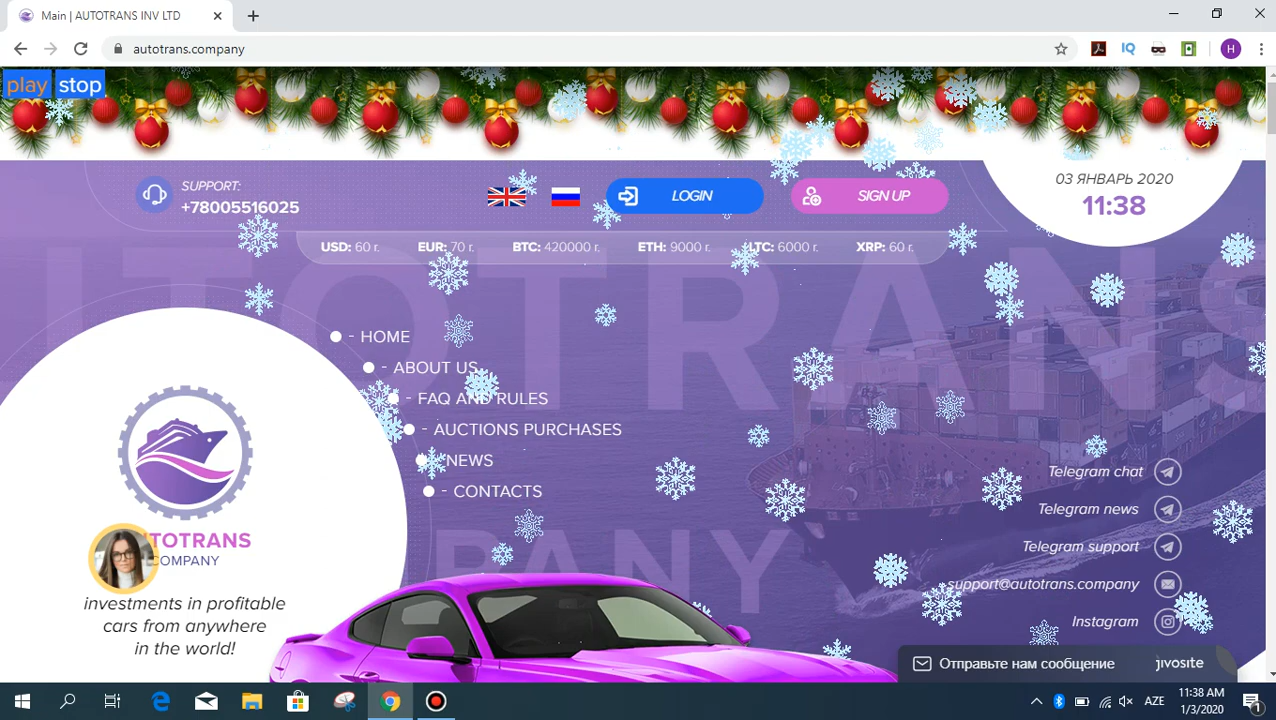 Main | AUTOTRANS INV LTD
autotrans.company
IQ
H
play stop
SUPPORT:
+78005516025
LOGIN
SIGN UP
03 ЯНВАРЬ 2020
11:38
USD: 60 г. EUR: 70 г. BTC: 420000 г. ETH: 9000 г. LTC: 6000 г. XRP: 60 г.
- HOME
- ABOUT US
- FAQ AND RULES
- AUCTIONS PURCHASES
- NEWS
- CONTACTS
Telegram chat
Telegram news
Telegram support
support@autotrans.company
Instagram
TOTRANS
COMPANY
investments in profitable
cars from anywhere
in the world!
Отправьте нам сообщение jivosite
AZE
11:38 AM
1/3/2020
1